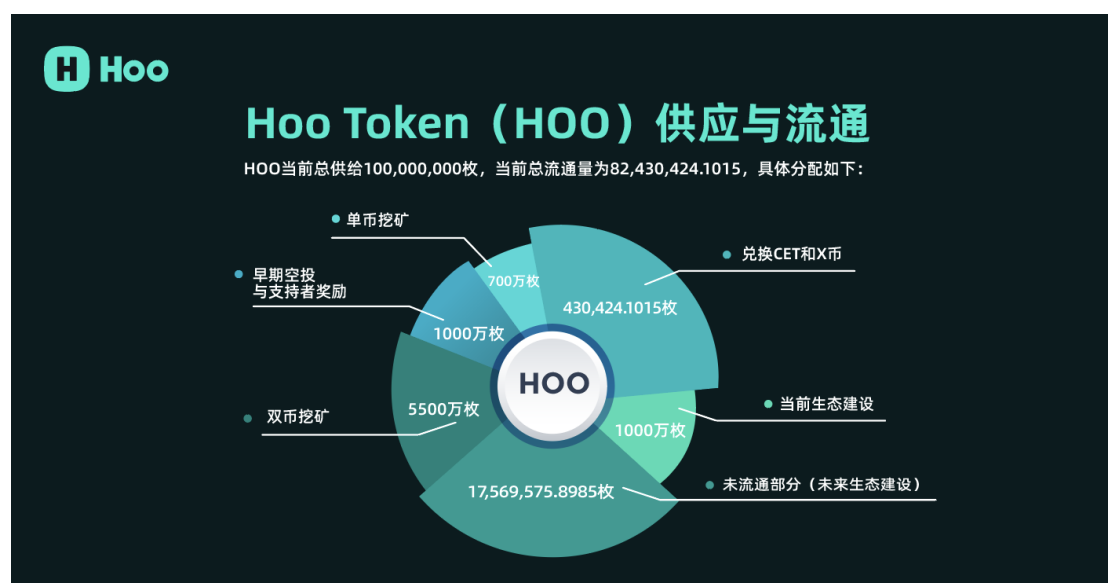 Hoo
Hoo Token（HOO）供应与流通
HOO当前总供给100,000,000枚，当前总流通量为82,430,424.1015，具体分配如下：
单币挖矿
700万枚
兑换CET和X币
430,424.1015枚
早期空投
与支持者奖励
1000万枚
HOO
当前生态建设
1000万枚
双币挖矿
5500万枚
未流通部分（未来生态建设）
17,569,575.8985枚